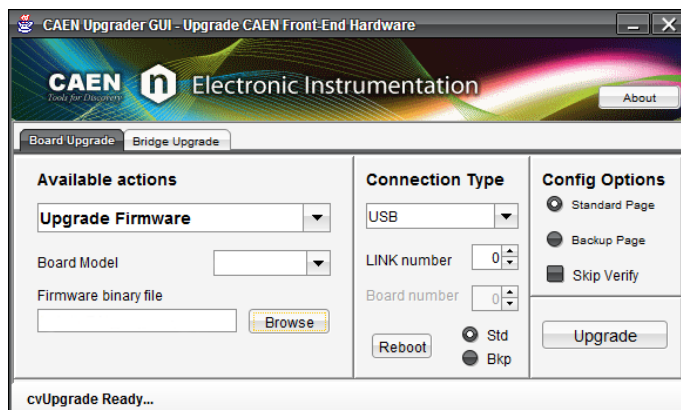 CAEN Upgrader GUI - Upgrade CAEN Front-End Hardware
CAEN
Tools for Discovery
n Electronic Instrumentation
About
Board Upgrade
Bridge Upgrade
Available actions
Upgrade Firmware
Board Model
Firmware binary file
Browse
Connection Type
USB
LINK number
0
Board number
0
Reboot
Std
Bkp
Config Options
Standard Page
Backup Page
Skip Verify
Upgrade
cvUpgrade Ready...